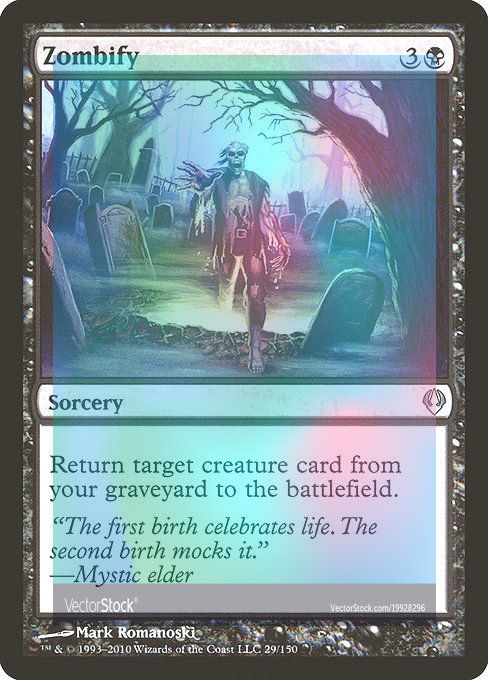 Zombify 3
Sorcery
Return target creature card from
your graveyard to the battlefield.
“The first birth celebrates life. The
second birth mocks it.”
—Mystic elder
VectorStock® VectorStock.com/19928296
Mark Romanoski
™ & © 1993–2010 Wizards of the Coast LLC 29/150